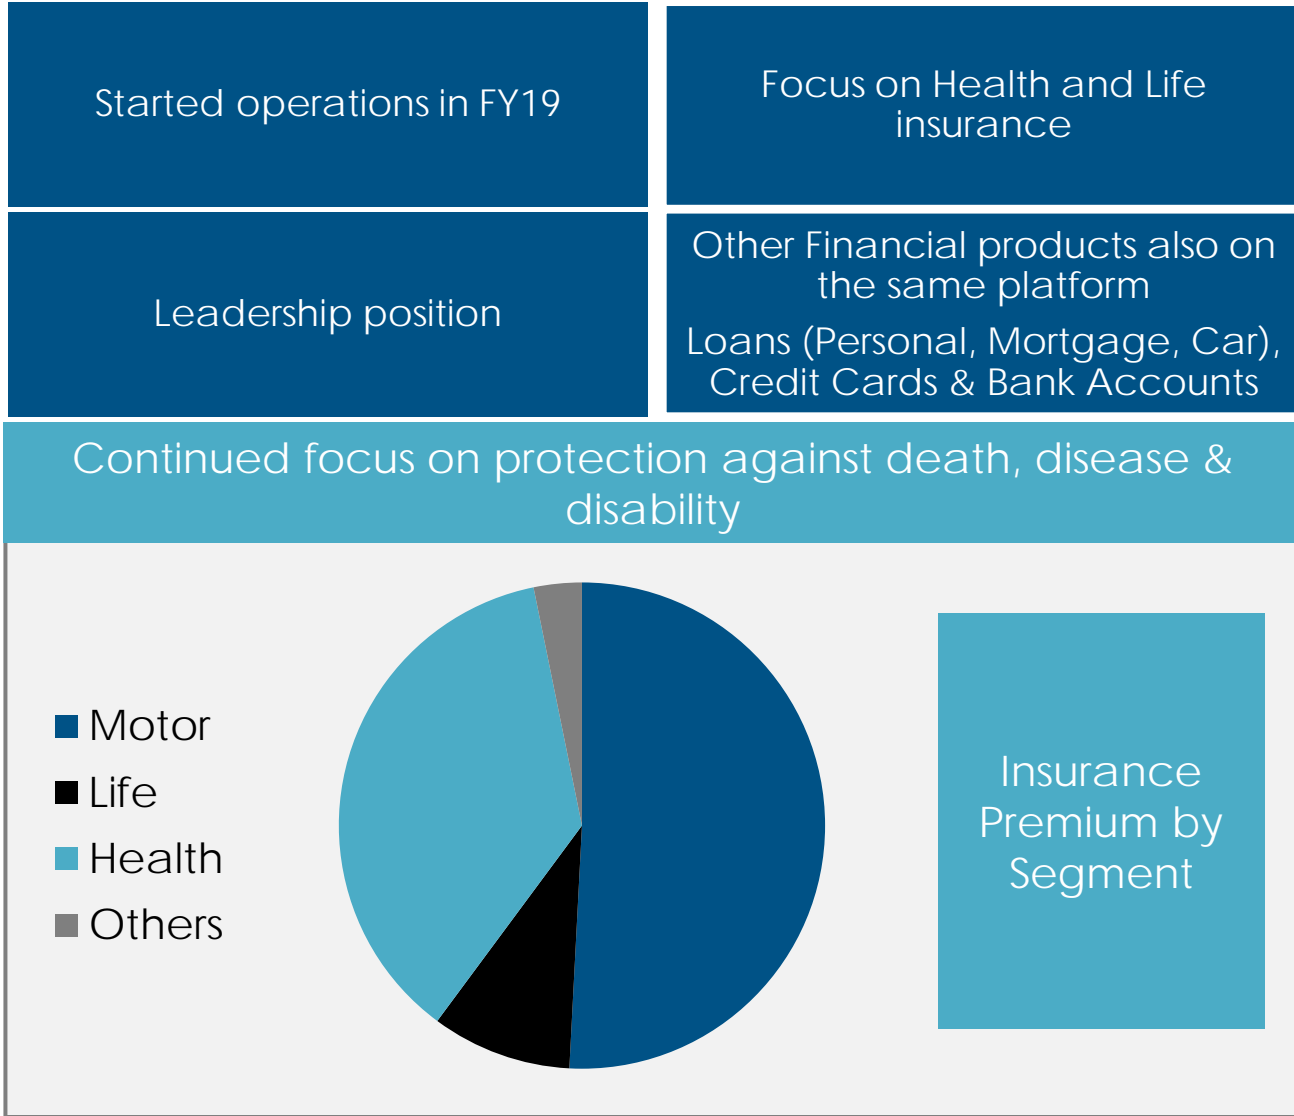 Started operations in FY19
Focus on Health and Life
insurance
Leadership position
Other Financial products also on
the same platform
Loans (Personal, Mortgage, Car),
Credit Cards & Bank Accounts
Continued focus on protection against death, disease &
disability
Motor
Life
Health
Others
Insurance
Premium by
Segment